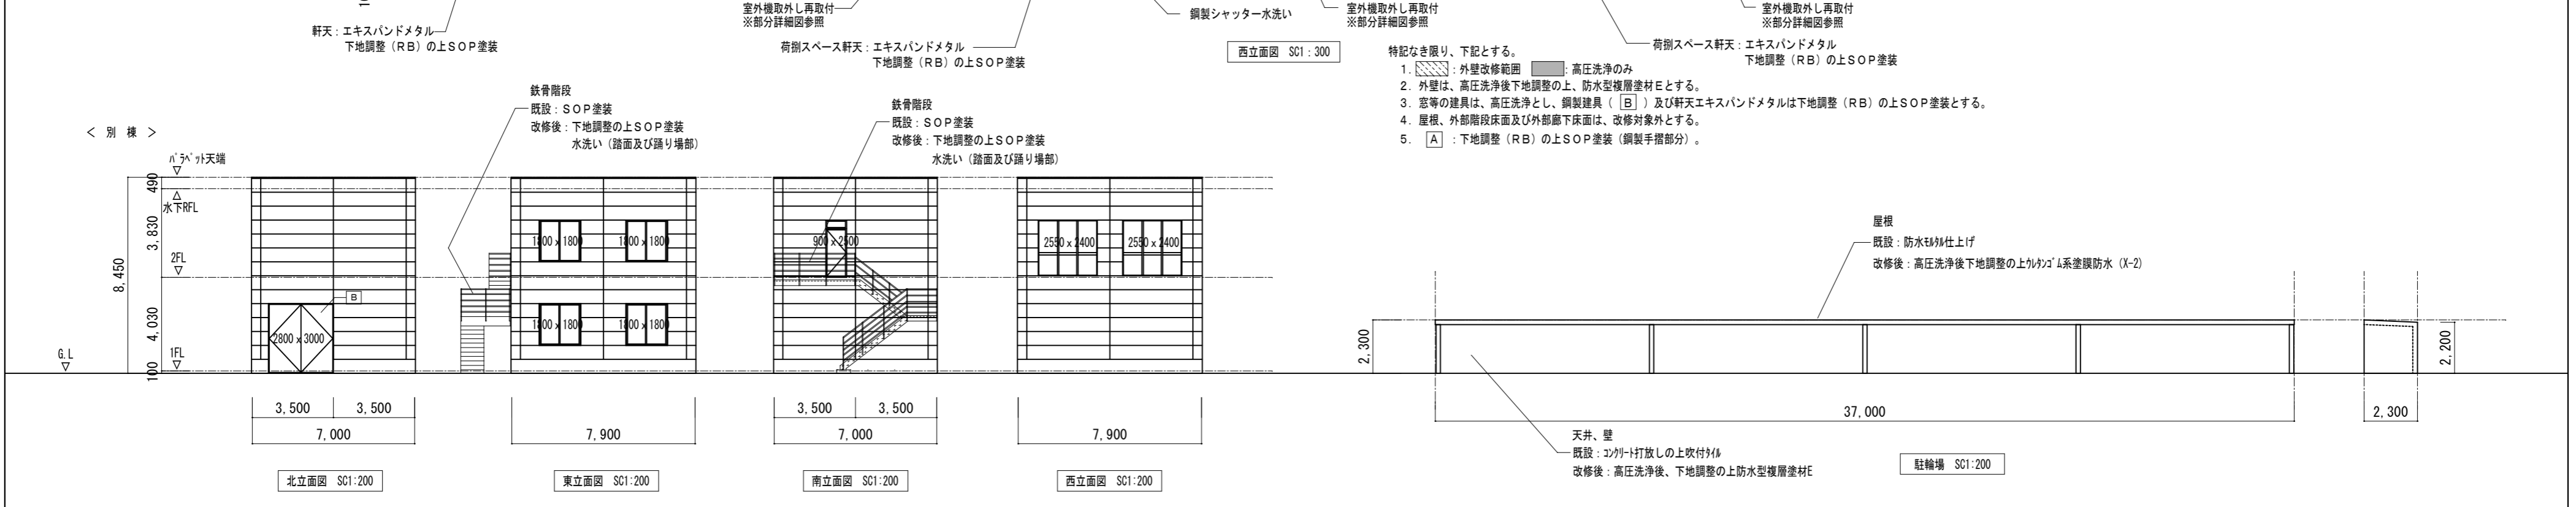 軒天：エキスパンドメタル
下地調整（ＲＢ）の上ＳＯＰ塗装
室外機取外し再取付
※部分詳細図参照
荷捌スペース軒天：エキスパンドメタル
下地調整（ＲＢ）の上ＳＯＰ塗装
鋼製シャッター水洗い
西立面図 SC1：300
室外機取外し再取付
※部分詳細図参照
室外機取外し再取付
※部分詳細図参照
荷捌スペース軒天：エキスパンドメタル
下地調整（ＲＢ）の上ＳＯＰ塗装
特記なき限り、下記とする。
1. ：外壁改修範囲 ：高圧洗浄のみ
2. 外壁は、高圧洗浄後下地調整の上、防水型複層塗材Ｅとする。
3. 窓等の建具は、高圧洗浄とし、鋼製建具（ B ）及び軒天エキスパンドメタルは下地調整（ＲＢ）の上ＳＯＰ塗装とする。
4. 屋根、外部階段床面及び外部廊下床面は、改修対象外とする。
5. A ：下地調整（ＲＢ）の上ＳＯＰ塗装（鋼製手摺部分）。
＜ 別 棟 ＞
鉄骨階段
既設：ＳＯＰ塗装
改修後：下地調整の上ＳＯＰ塗装
水洗い（踏面及び踊り場部）
鉄骨階段
既設：ＳＯＰ塗装
改修後：下地調整の上ＳＯＰ塗装
水洗い（踏面及び踊り場部）
ﾊﾟﾗﾍﾟｯﾄ天端
水下RFL
2FL
1FL
G.L
490
3,830
8,450
4,030
100
B
2800 x 3000
3,500 3,500
7,000
北立面図 SC1:200
1800 x 1800 1800 x 1800
1800 x 1800 1800 x 1800
7,900
東立面図 SC1:200
900 x 2500
3,500 3,500
7,000
南立面図 SC1:200
2550 x 2400 2550 x 2400
7,900
西立面図 SC1:200
屋根
既設：防水ﾓﾙﾀﾙ仕上げ
改修後：高圧洗浄後下地調整の上ｳﾚﾀﾝｺﾞﾑ系塗膜防水（X-2）
2,300
37,000
2,200
2,300
天井、壁
既設：ｺﾝｸﾘｰﾄ打放しの上吹付ﾀｲﾙ
改修後：高圧洗浄後、下地調整の上防水型複層塗材E
駐輪場 SC1:200